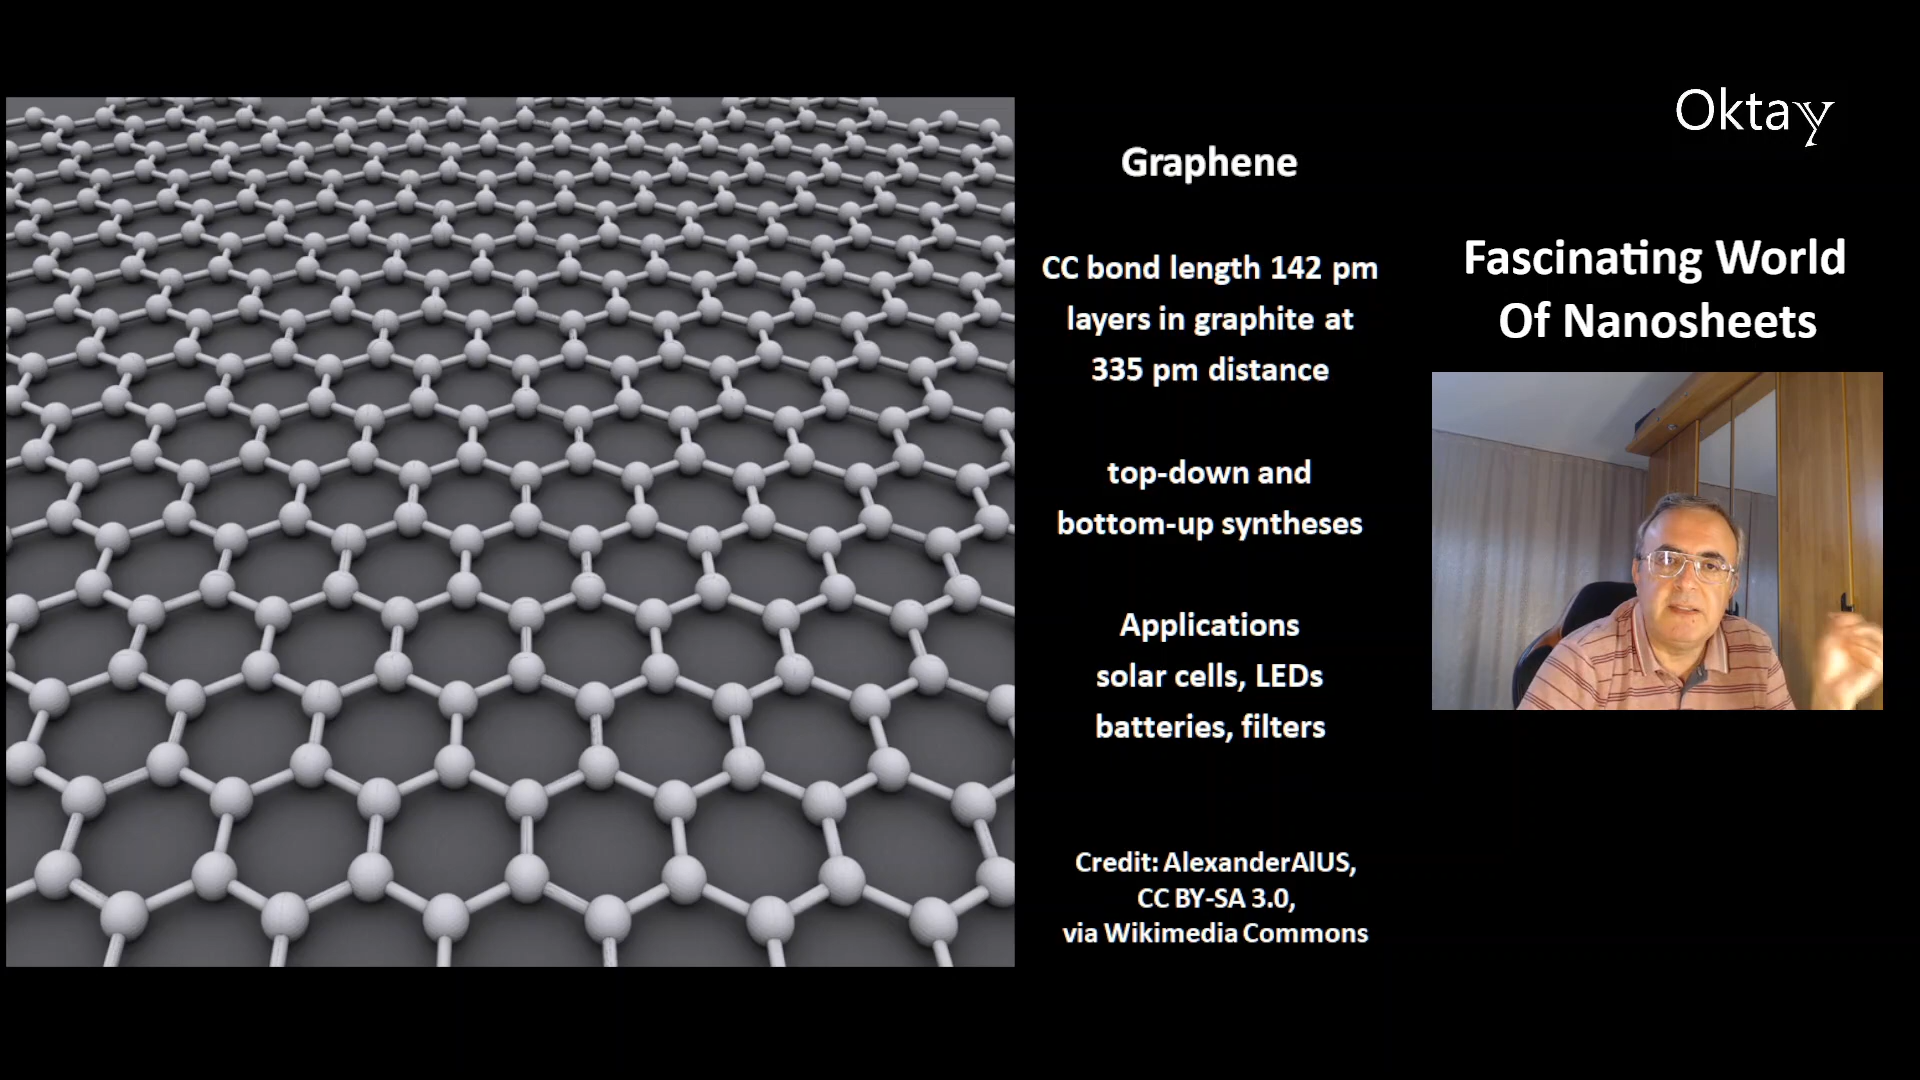 Oktay
Graphene
CC bond length 142 pm
layers in graphite at
335 pm distance
top-down and
bottom-up syntheses
Applications
solar cells, LEDs
batteries, filters
Credit: AlexanderAlUS,
CC BY-SA 3.0,
via Wikimedia Commons
Fascinating World
Of Nanosheets